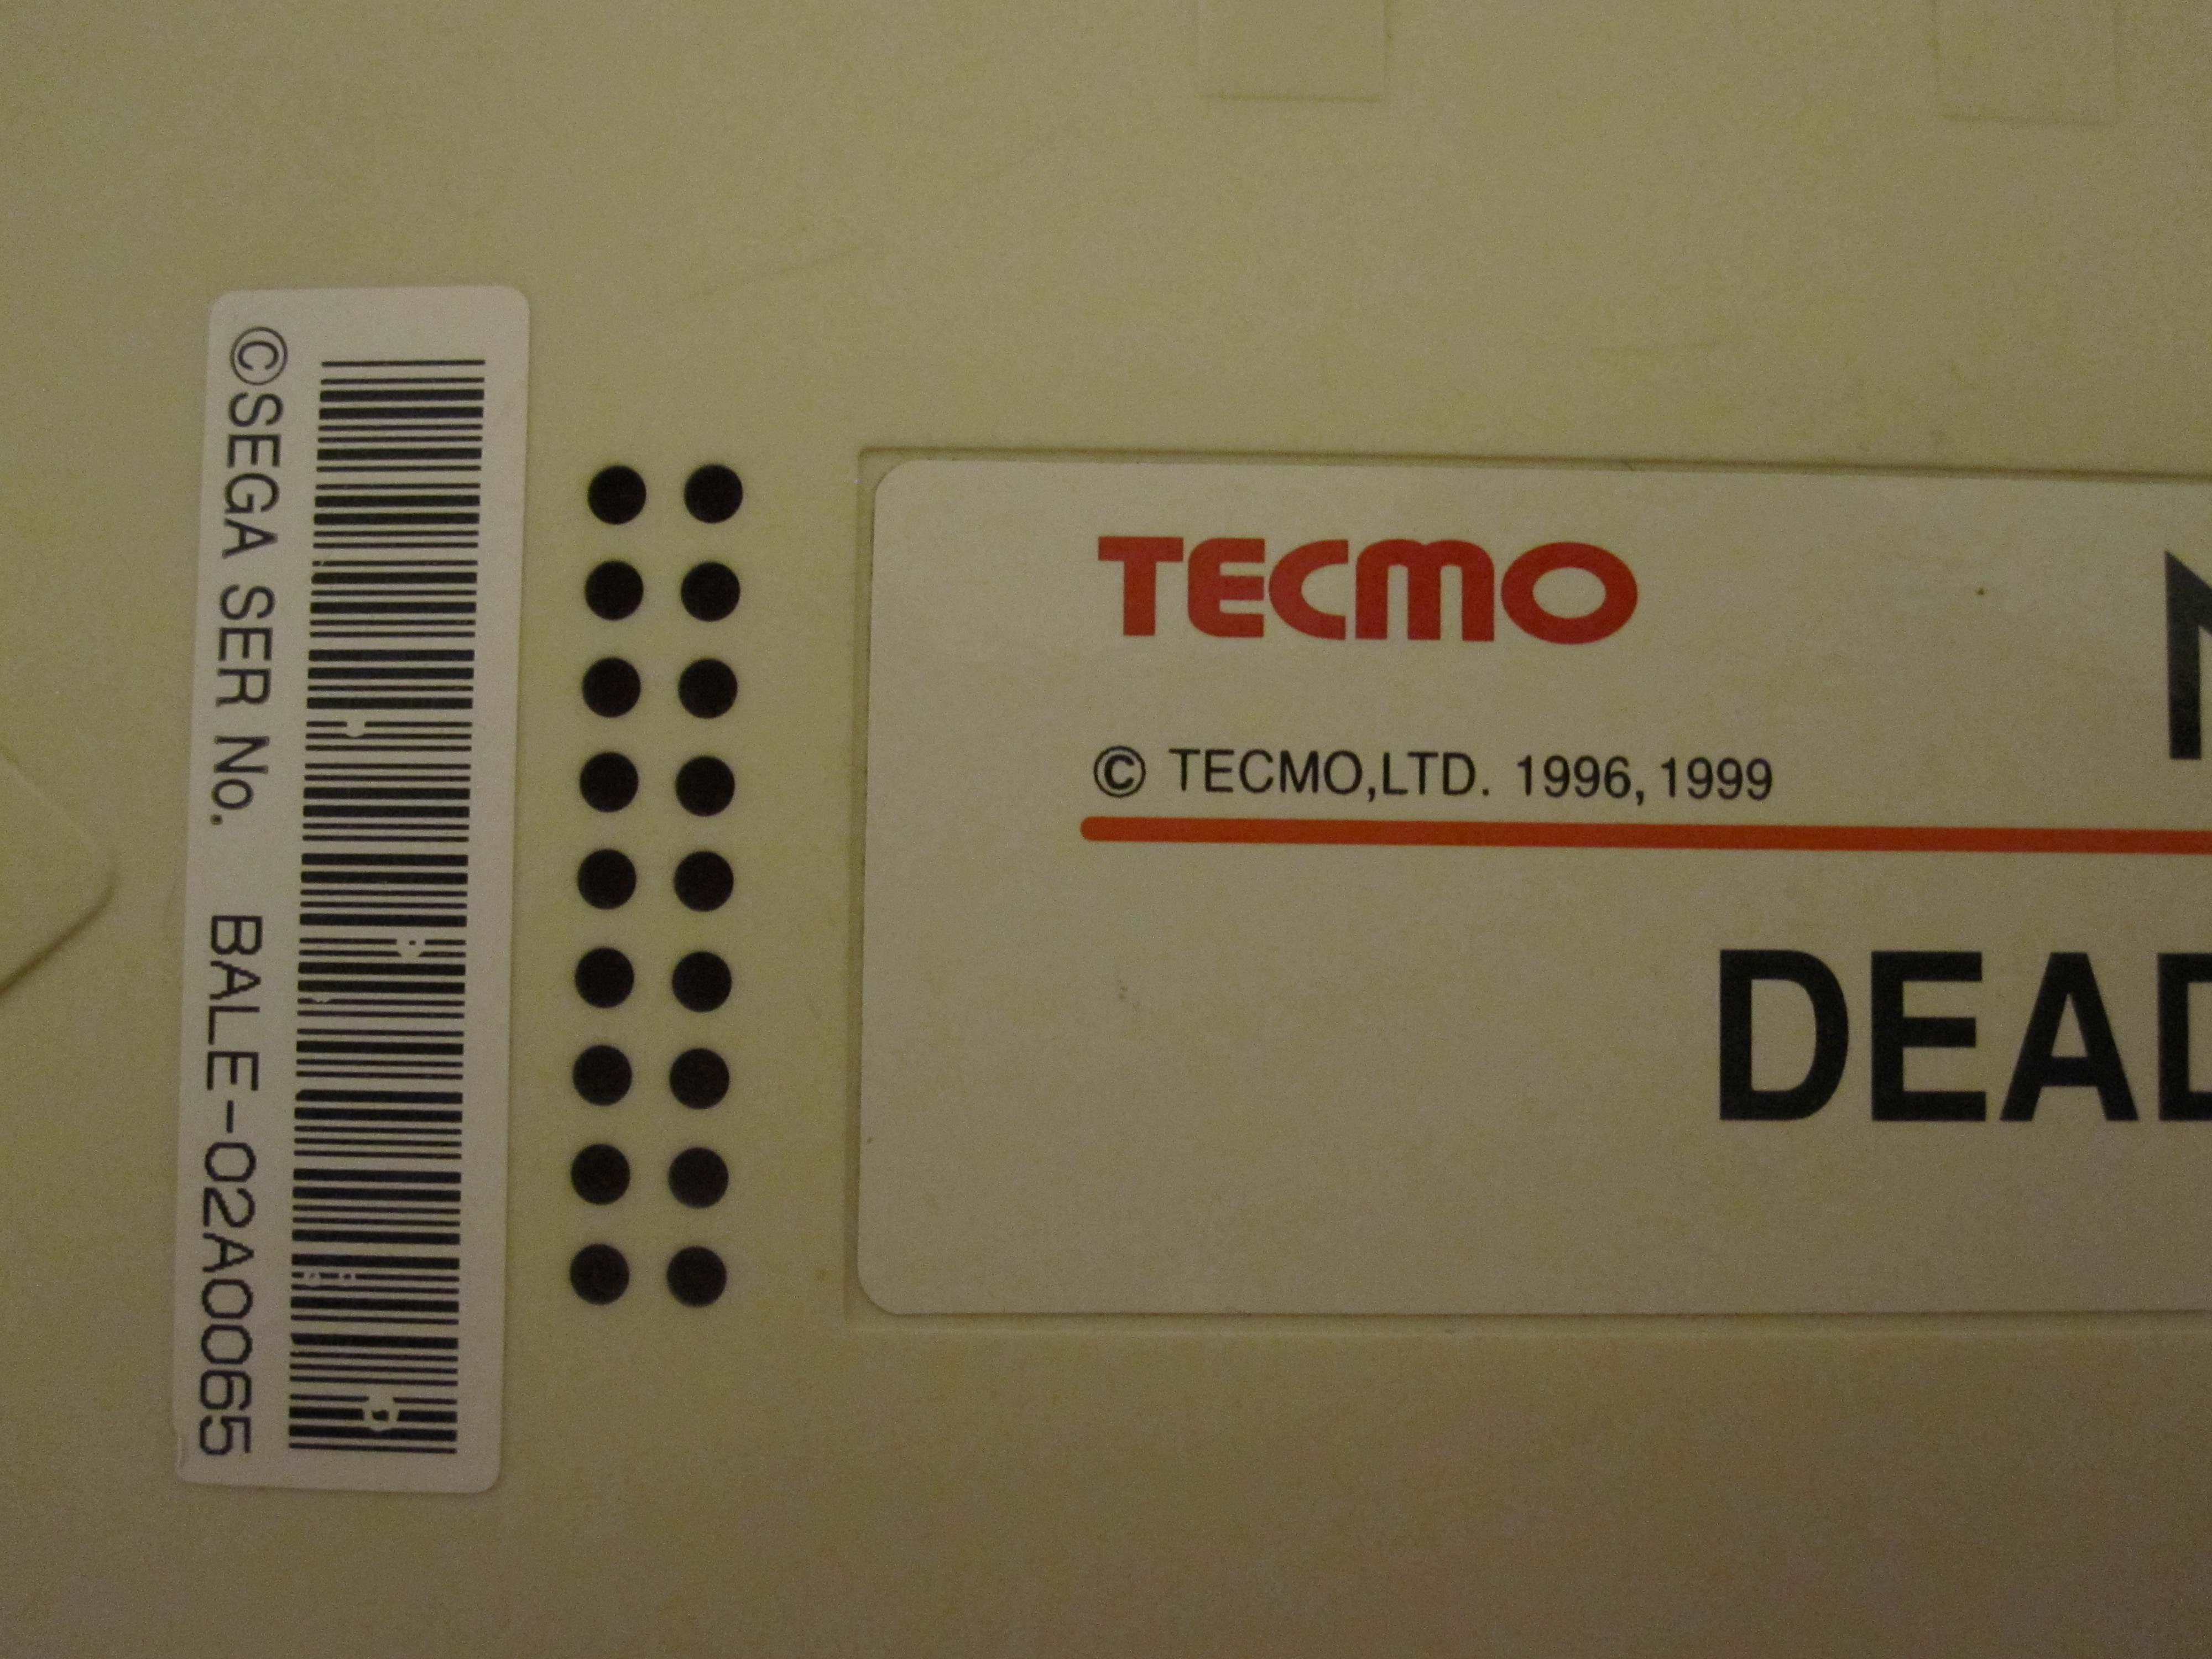 ©SEGA SER No. BALE-02A0065
TECMO
© TECMO,LTD. 1996,1999
DEAD